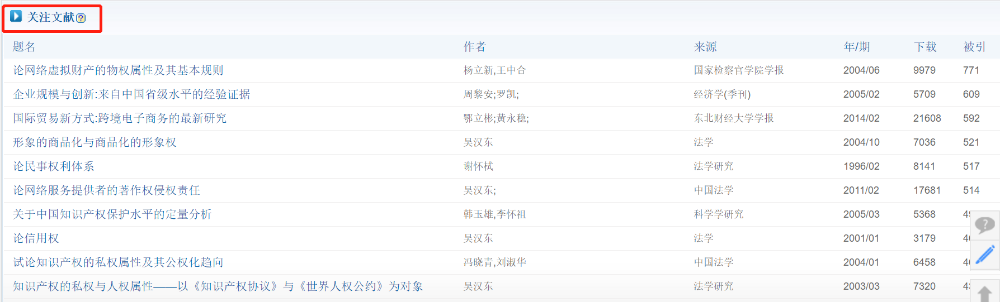 关注文献
题名 作者 来源 年/期 下载 被引
论网络虚拟财产的物权属性及其基本规则 杨立新,王中合 国家检察官学院学报 2004/06 9979 771
企业规模与创新:来自中国省级水平的经验证据 周黎安;罗凯; 经济学(季刊) 2005/02 5709 609
国际贸易新方式:跨境电子商务的最新研究 鄂立彬;黄永稳; 东北财经大学学报 2014/02 21608 592
形象的商品化与商品化的形象权 吴汉东 法学 2004/10 7036 521
论民事权利体系 谢怀栻 法学研究 1996/02 8141 517
论网络服务提供者的著作权侵权责任 吴汉东; 中国法学 2011/02 17681 514
关于中国知识产权保护水平的定量分析 韩玉雄,李怀祖 科学学研究 2005/03 5368
论信用权 吴汉东 法学 2001/01 3179
试论知识产权的私权属性及其公权化趋向 冯晓青,刘淑华 中国法学 2004/01 6458
知识产权的私权与人权属性——以《知识产权协议》与《世界人权公约》为对象 吴汉东 法学研究 2003/03 7320